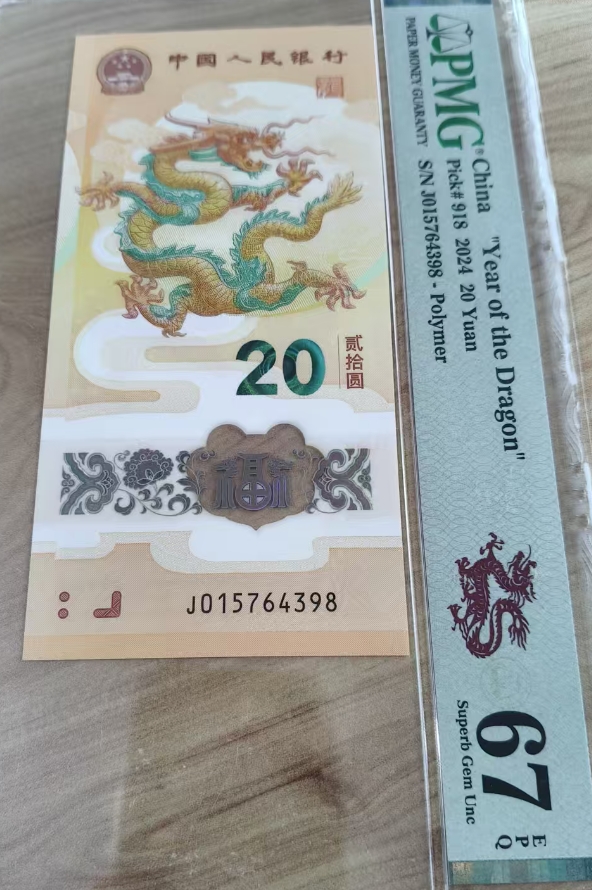 中国人民银行
20
贰拾圆
福
J015764398
PMG®
PAPER MONEY GUARANTY
China
"Year of the Dragon"
Pick# 918 2024 20 Yuan
S/N J015764398 - Polymer
67
EPQ
Superb Gem Unc